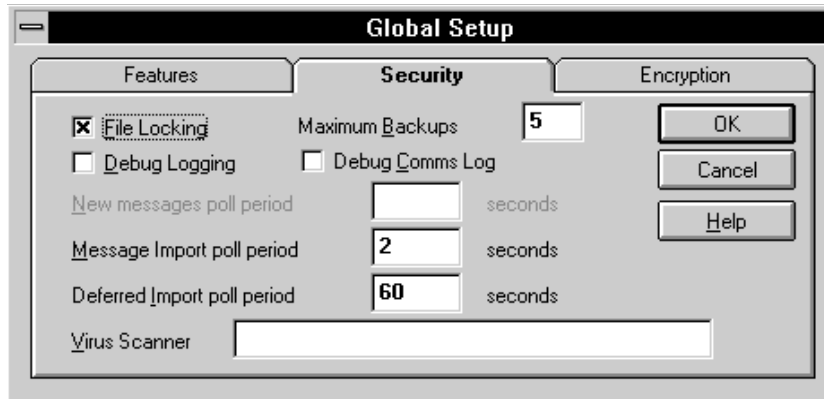 Global Setup
Features Security Encryption
File Locking Maximum Backups 5 OK
Debug Logging Debug Comms Log Cancel
New messages poll period seconds Help
Message Import poll period 2 seconds
Deferred Import poll period 60 seconds
Virus Scanner